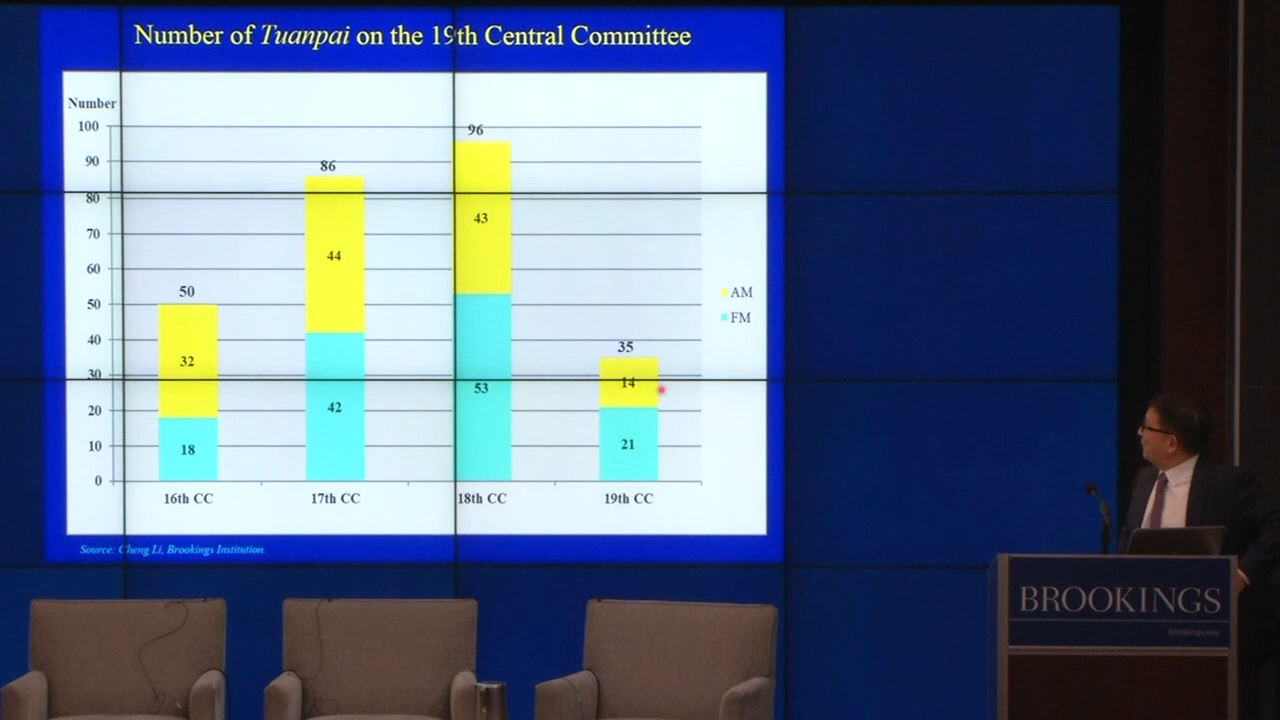 Number of Tuanpai on the 19th Central Committee
Number
100
90
80
70
60
50
40
30
20
10
0
50
32
18
86
44
42
96
43
53
35
14
21
16th CC
17th CC
18th CC
19th CC
AM
FM
Source: Cheng Li, Brookings Institution.
BROOKINGS
brookings.edu